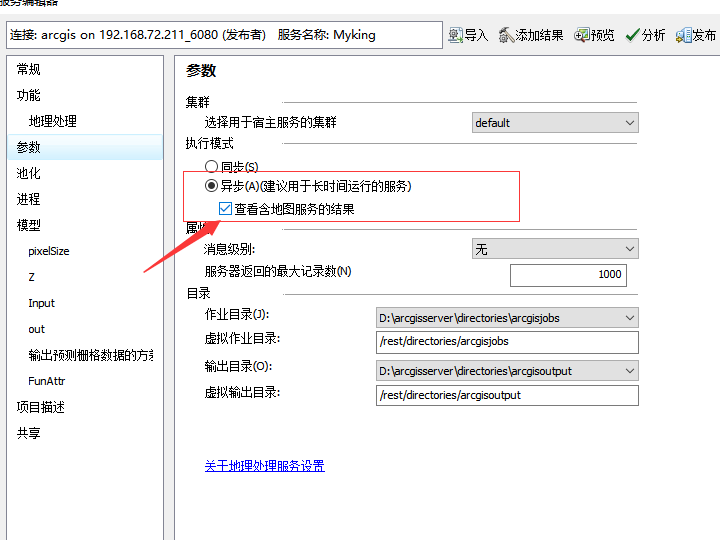 服务编辑器
连接: arcgis on 192.168.72.211_6080 (发布者)   服务名称: Myking
导入 添加结果 预览 分析 发布
常规
功能
地理处理
参数
池化
进程
模型
pixelSize
Z
Input
out
输出预测栅格数据的方差
FunAttr
项目描述
共享
参数
集群
选择用于宿主服务的集群 default
执行模式
同步(S)
异步(A)(建议用于长时间运行的服务)
查看含地图服务的结果
属性
消息级别: 无
服务器返回的最大记录数(N) 1000
目录
作业目录(J): D:\arcgisserver\directories\arcgisjobs
虚拟作业目录: /rest/directories/arcgisjobs
输出目录(O): D:\arcgisserver\directories\arcgisoutput
虚拟输出目录: /rest/directories/arcgisoutput
关于地理处理服务设置